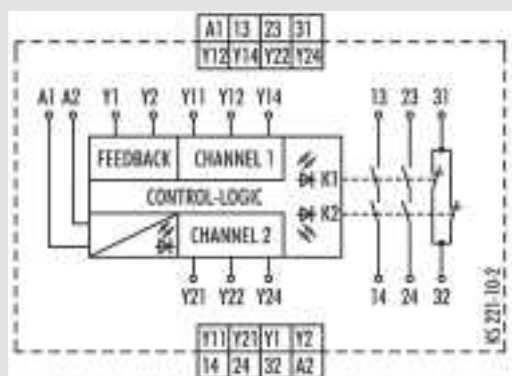 A1 13 23 31
Y12 Y14 Y22 Y24
A1 A2 Y1 Y2 Y11 Y12 Y14 13 23 31
FEEDBACK CHANNEL 1
K1
CONTROL-LOGIC
K2
CHANNEL 2
Y21 Y22 Y24 14 24 32
KS 221-10-2
Y11 Y21 Y1 Y2
14 24 32 A2